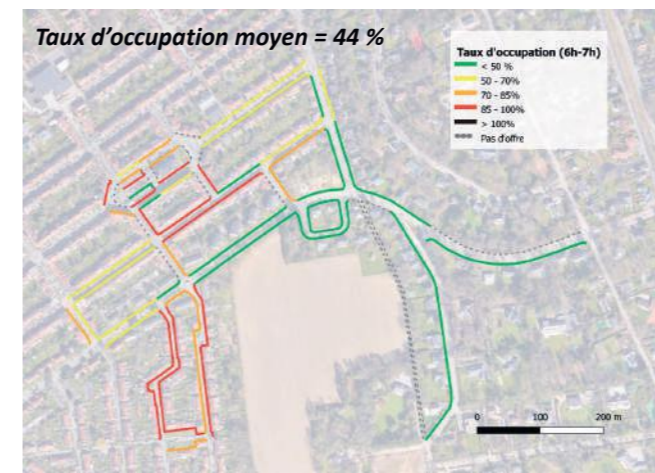 Taux d'occupation moyen = 44 %
Taux d'occupation (6h-7h)
< 50 %
50 - 70%
70 - 85%
85 - 100%
> 100%
Pas d'offre
0 100 200 m